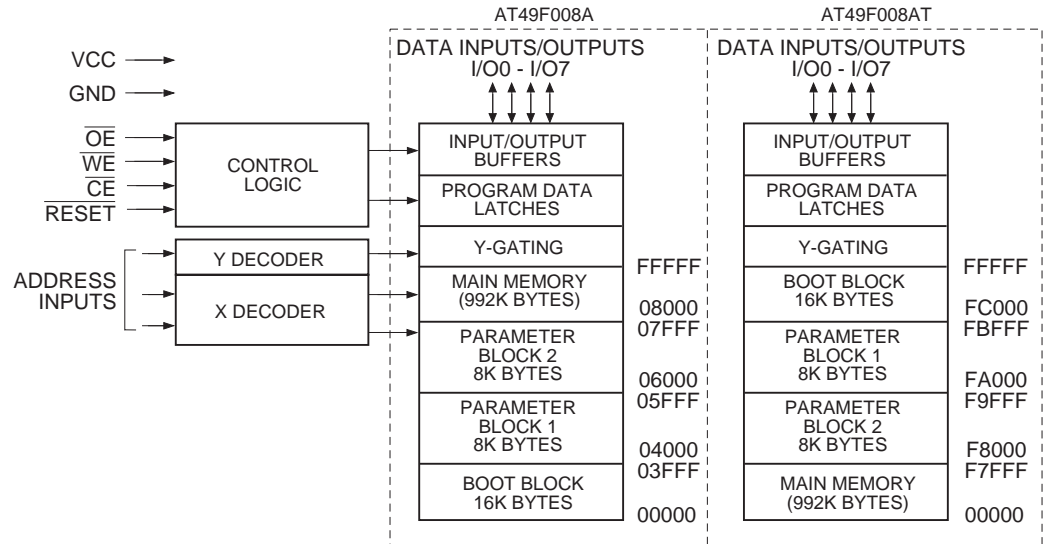 AT49F008A
AT49F008AT
DATA INPUTS/OUTPUTS
I/O0 - I/O7
DATA INPUTS/OUTPUTS
I/O0 - I/O7
VCC
GND
OE
WE
CE
RESET
ADDRESS
INPUTS
CONTROL
LOGIC
Y DECODER
X DECODER
INPUT/OUTPUT
BUFFERS
PROGRAM DATA
LATCHES
Y-GATING
MAIN MEMORY
(992K BYTES)
PARAMETER
BLOCK 2
8K BYTES
PARAMETER
BLOCK 1
8K BYTES
BOOT BLOCK
16K BYTES
FFFFF
08000
07FFF
06000
05FFF
04000
03FFF
00000
INPUT/OUTPUT
BUFFERS
PROGRAM DATA
LATCHES
Y-GATING
BOOT BLOCK
16K BYTES
PARAMETER
BLOCK 1
8K BYTES
PARAMETER
BLOCK 2
8K BYTES
MAIN MEMORY
(992K BYTES)
FFFFF
FC000
FBFFF
FA000
F9FFF
F8000
F7FFF
00000